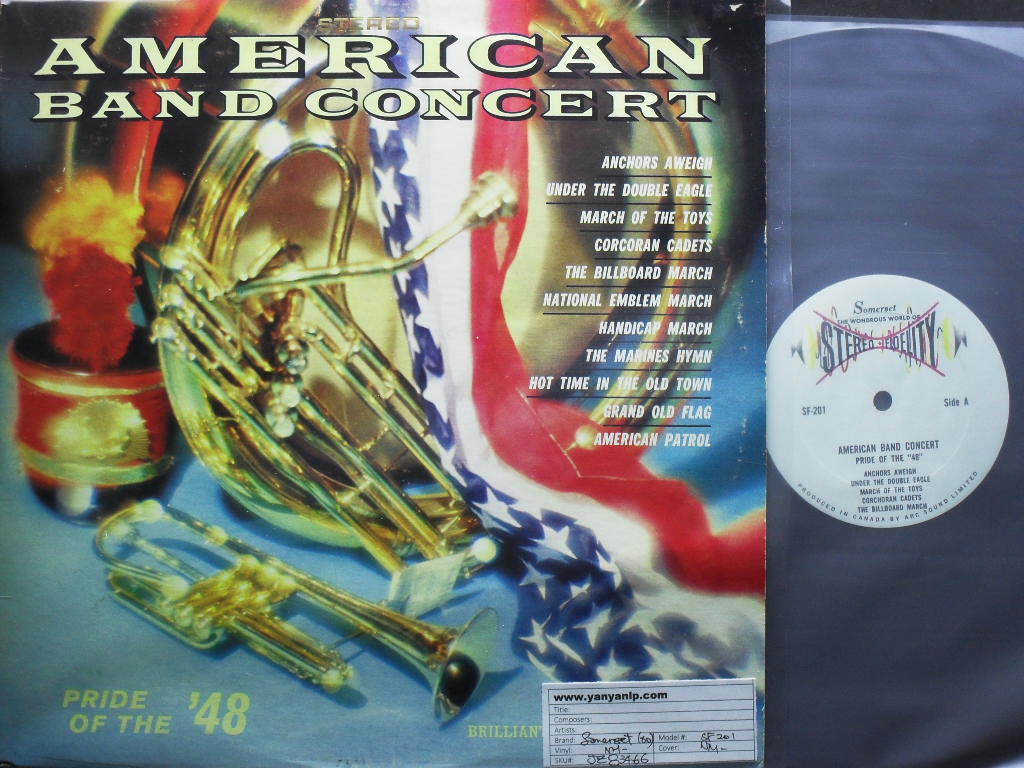 STEREO
AMERICAN
BAND CONCERT
ANCHORS AWEIGH
UNDER THE DOUBLE EAGLE
MARCH OF THE TOYS
CORCORAN CADETS
THE BILLBOARD MARCH
NATIONAL EMBLEM MARCH
HANDICAP MARCH
THE MARINES HYMN
HOT TIME IN THE OLD TOWN
GRAND OLD FLAG
AMERICAN PATROL
PRIDE
OF THE '48
BRILLIANT
www.yanyanlp.com
Title:
Composers:
Artists:
Brand: Somerset (80) Model #: SF 201
Vinyl: NM- Cover: NM-
SKU#:
Somerset
THE WONDROUS WORLD OF
STEREO-FIDELITY
SF-201 Side A
AMERICAN BAND CONCERT
PRIDE OF THE "48"
ANCHORS AWEIGH
UNDER THE DOUBLE EAGLE
MARCH OF THE TOYS
CORCHORAN CADETS
THE BILLBOARD MARCH
PRODUCED IN CANADA BY ARC SOUND LIMITED